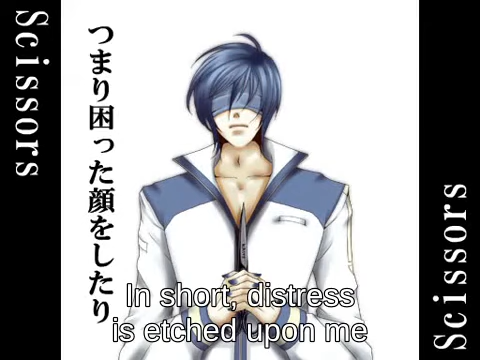 Scissors
つまり困った顔をしたり
In short, distress
is etched upon me
Scissors